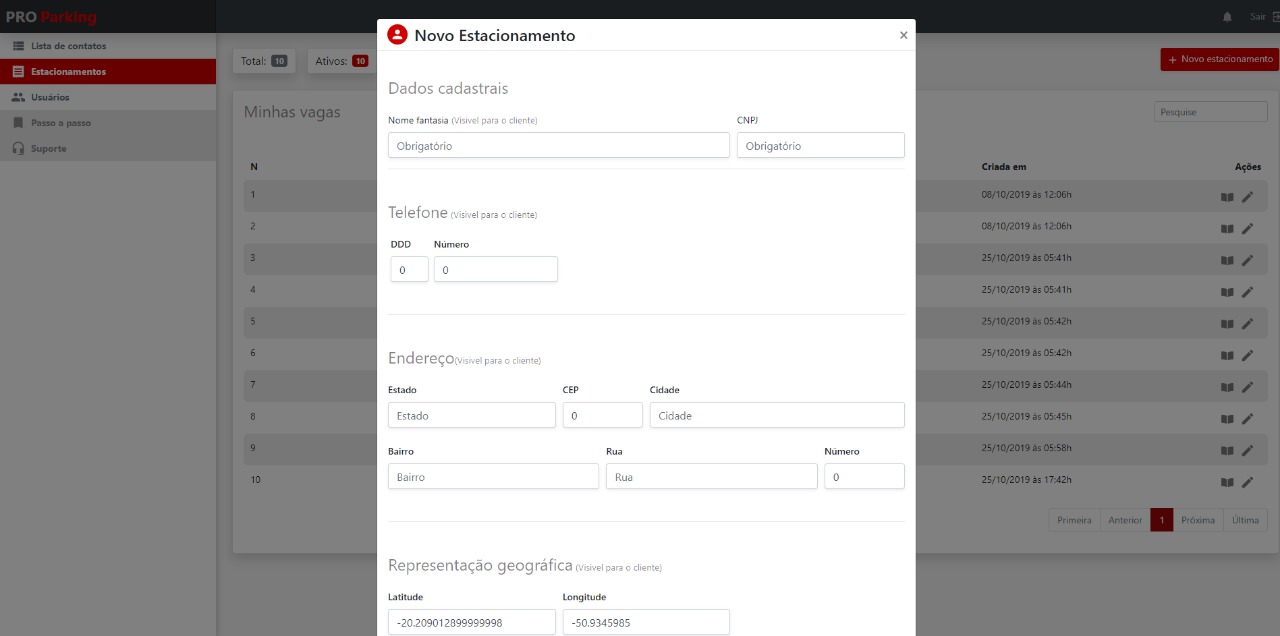 PRO Parking
Sair
Novo Estacionamento
×
Lista de contatos
Estacionamentos
Usuários
Passo a passo
Suporte
Total: 10
Ativos: 10
+ Novo estacionamento
Minhas vagas
Pesquise
N
Criada em
Ações
1
08/10/2019 às 12:06h
2
08/10/2019 às 12:06h
3
25/10/2019 às 05:41h
4
25/10/2019 às 05:41h
5
25/10/2019 às 05:42h
6
25/10/2019 às 05:42h
7
25/10/2019 às 05:44h
8
25/10/2019 às 05:45h
9
25/10/2019 às 05:58h
10
25/10/2019 às 17:42h
Primeira Anterior 1 Próxima Última
Dados cadastrais
Nome fantasia (Visivel para o cliente)
CNPJ
Obrigatório
Obrigatório
Telefone (Visivel para o cliente)
DDD Número
0 0
Endereço(Visivel para o cliente)
Estado CEP Cidade
Estado 0 Cidade
Bairro Rua Número
Bairro Rua 0
Representação geográfica (Visivel para o cliente)
Latitude Longitude
-20.209012899999998 -50.9345985